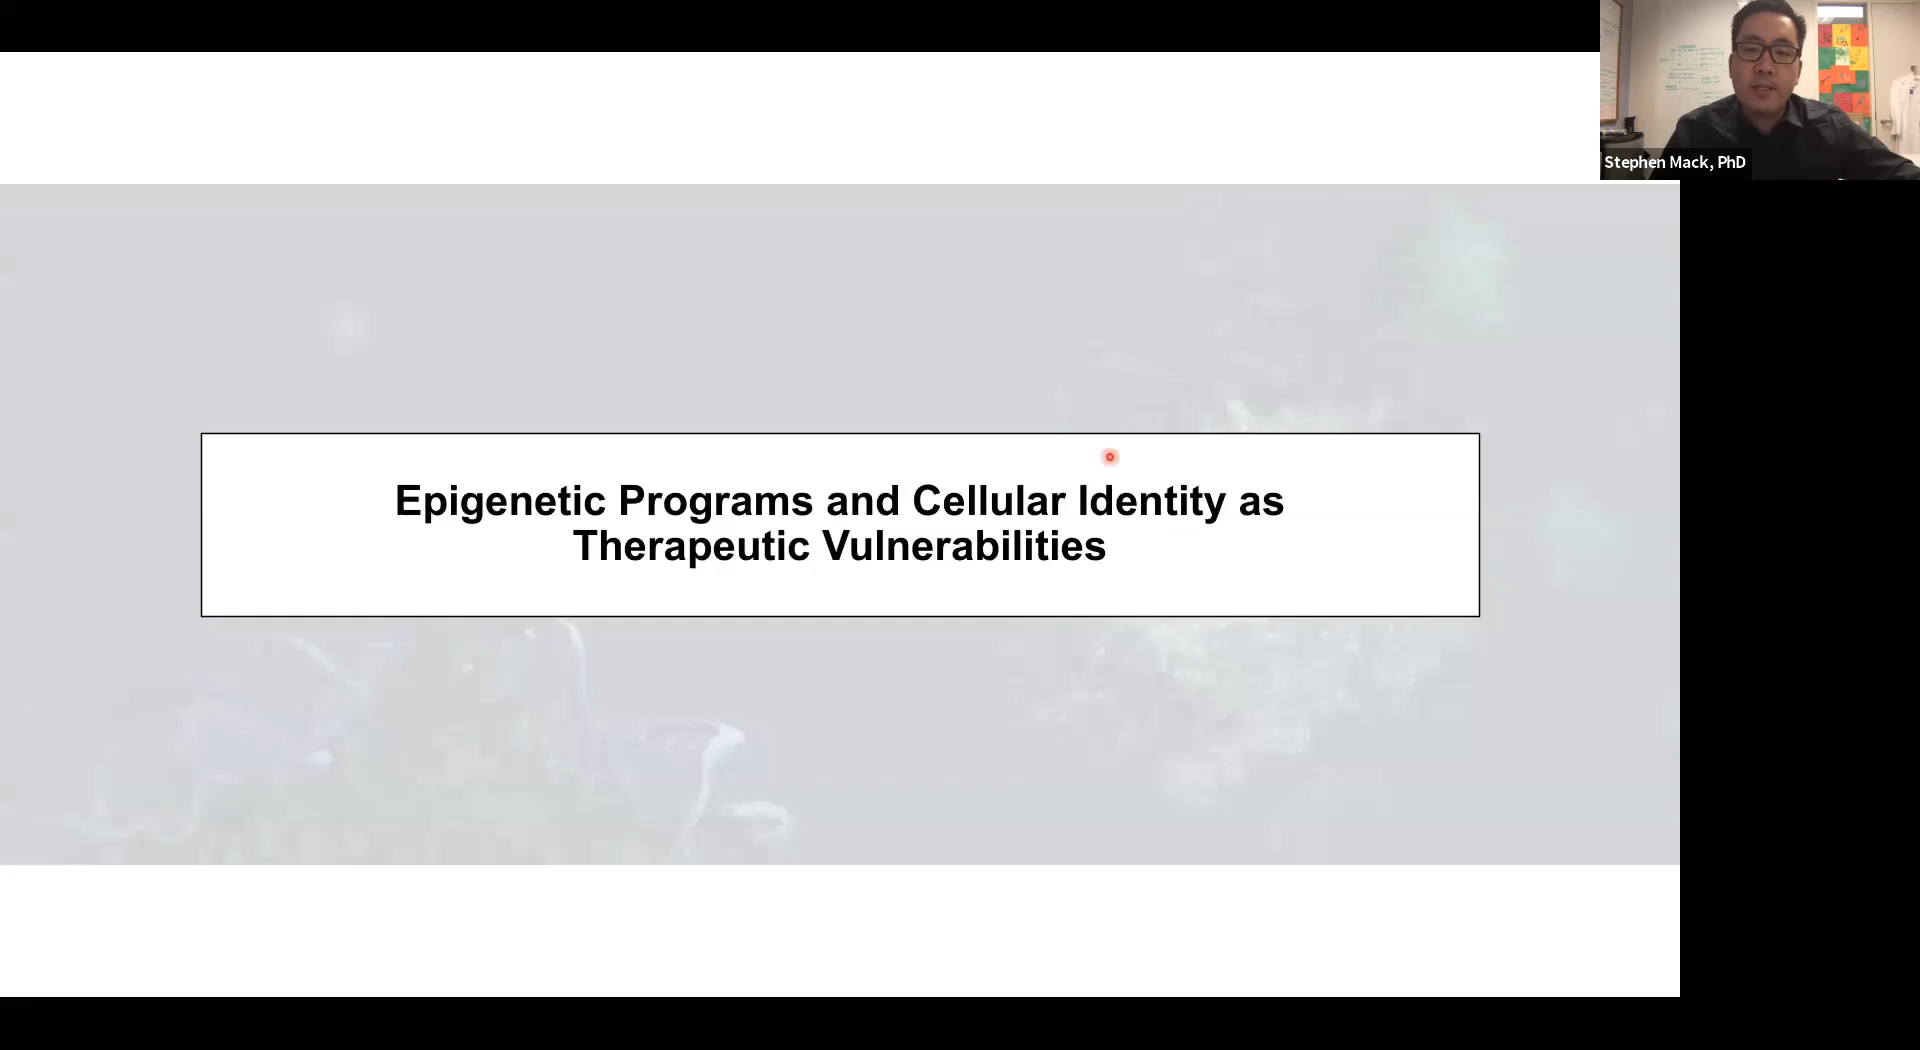 Stephen Mack, PhD
Epigenetic Programs and Cellular Identity as
Therapeutic Vulnerabilities